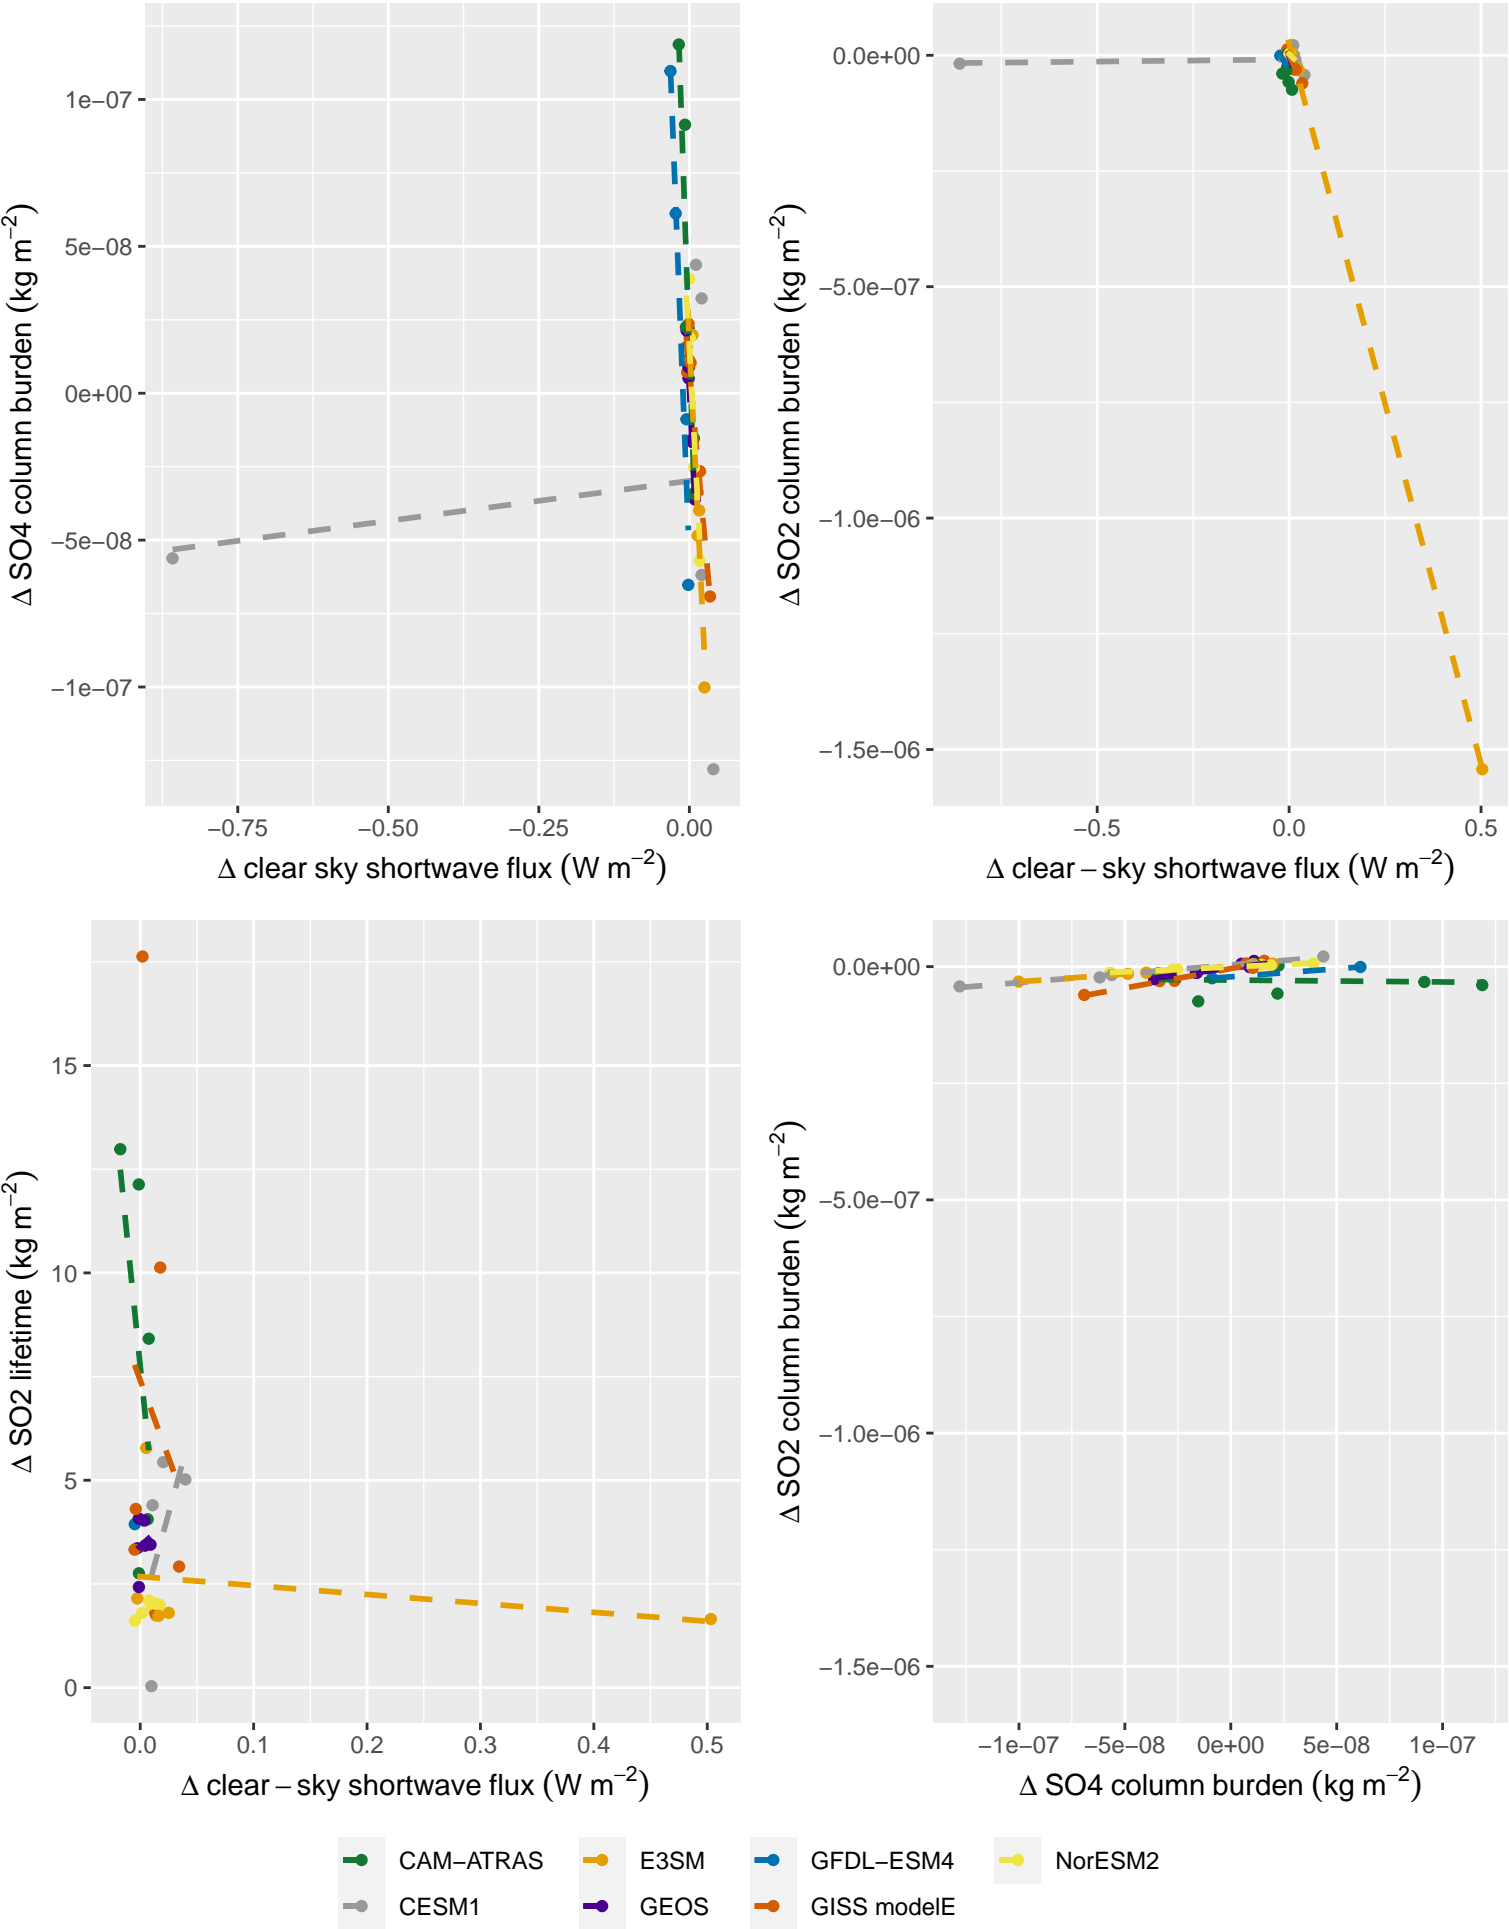 1e−07
5e−08
0e+00
−5e−08
−1e−07
Δ SO4 column burden (kg m⁻²)
−0.75 −0.50 −0.25 0.00
Δ clear sky shortwave flux (W m⁻²)
0.0e+00
−5.0e−07
−1.0e−06
−1.5e−06
Δ SO2 column burden (kg m⁻²)
−0.5 0.0 0.5
Δ clear − sky shortwave flux (W m⁻²)
15
10
5
0
Δ SO2 lifetime (kg m⁻²)
0.0 0.1 0.2 0.3 0.4 0.5
Δ clear − sky shortwave flux (W m⁻²)
0.0e+00
−5.0e−07
−1.0e−06
−1.5e−06
Δ SO2 column burden (kg m⁻²)
−1e−07 −5e−08 0e+00 5e−08 1e−07
Δ SO4 column burden (kg m⁻²)
CAM−ATRAS E3SM GFDL−ESM4 NorESM2
CESM1 GEOS GISS modelE